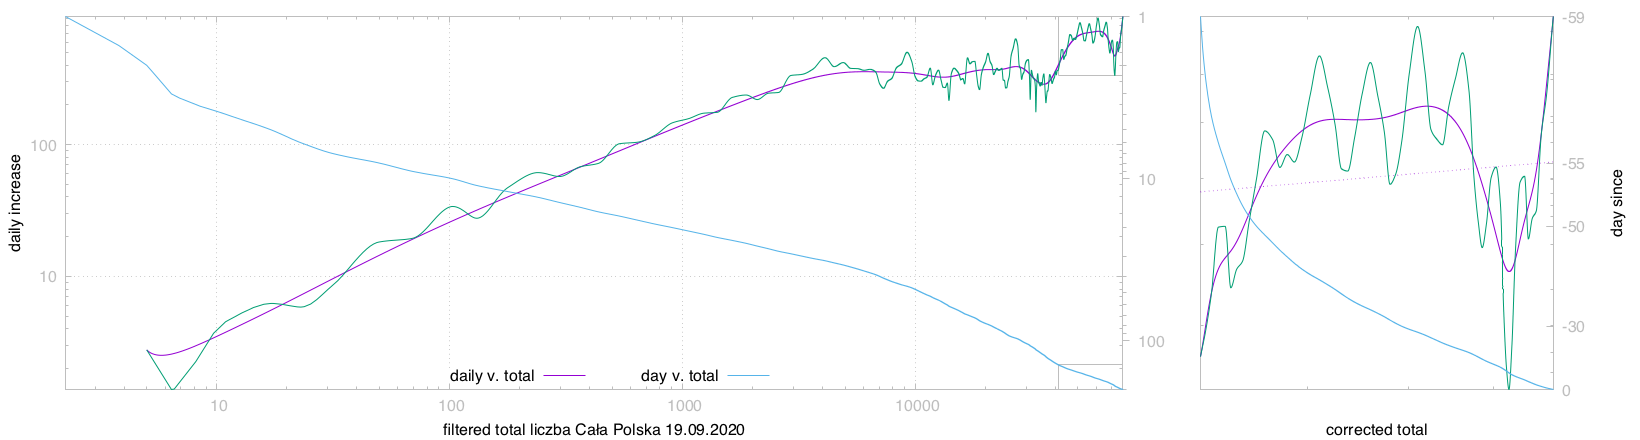 daily increase
100
10
10
100
1000
10000
1
10
100
daily v. total
day v. total
filtered total liczba Cała Polska 19.09.2020
-59
-55
-50
-30
0
day since
corrected total